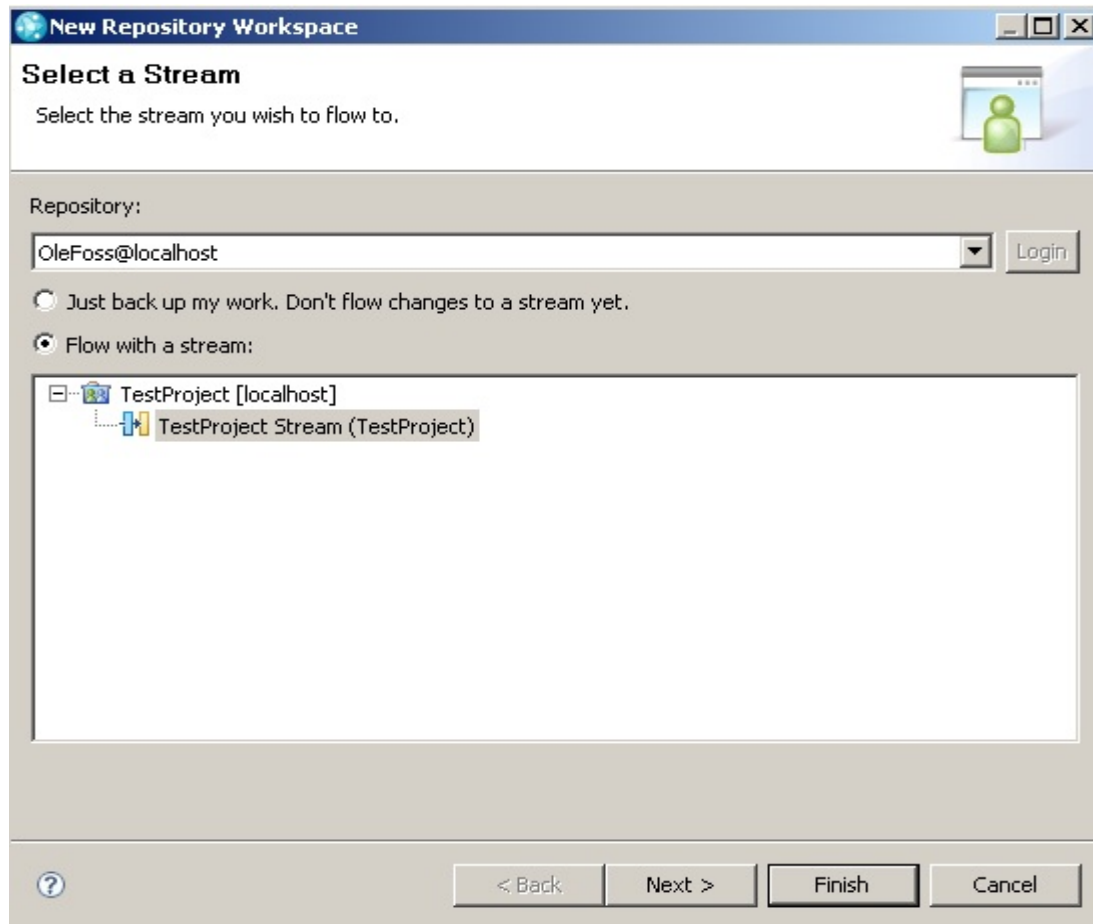 New Repository Workspace
Select a Stream
Select the stream you wish to flow to.
Repository:
OleFoss@localhost
Login
Just back up my work. Don't flow changes to a stream yet.
Flow with a stream:
TestProject [localhost]
TestProject Stream (TestProject)
?
< Back Next > Finish Cancel